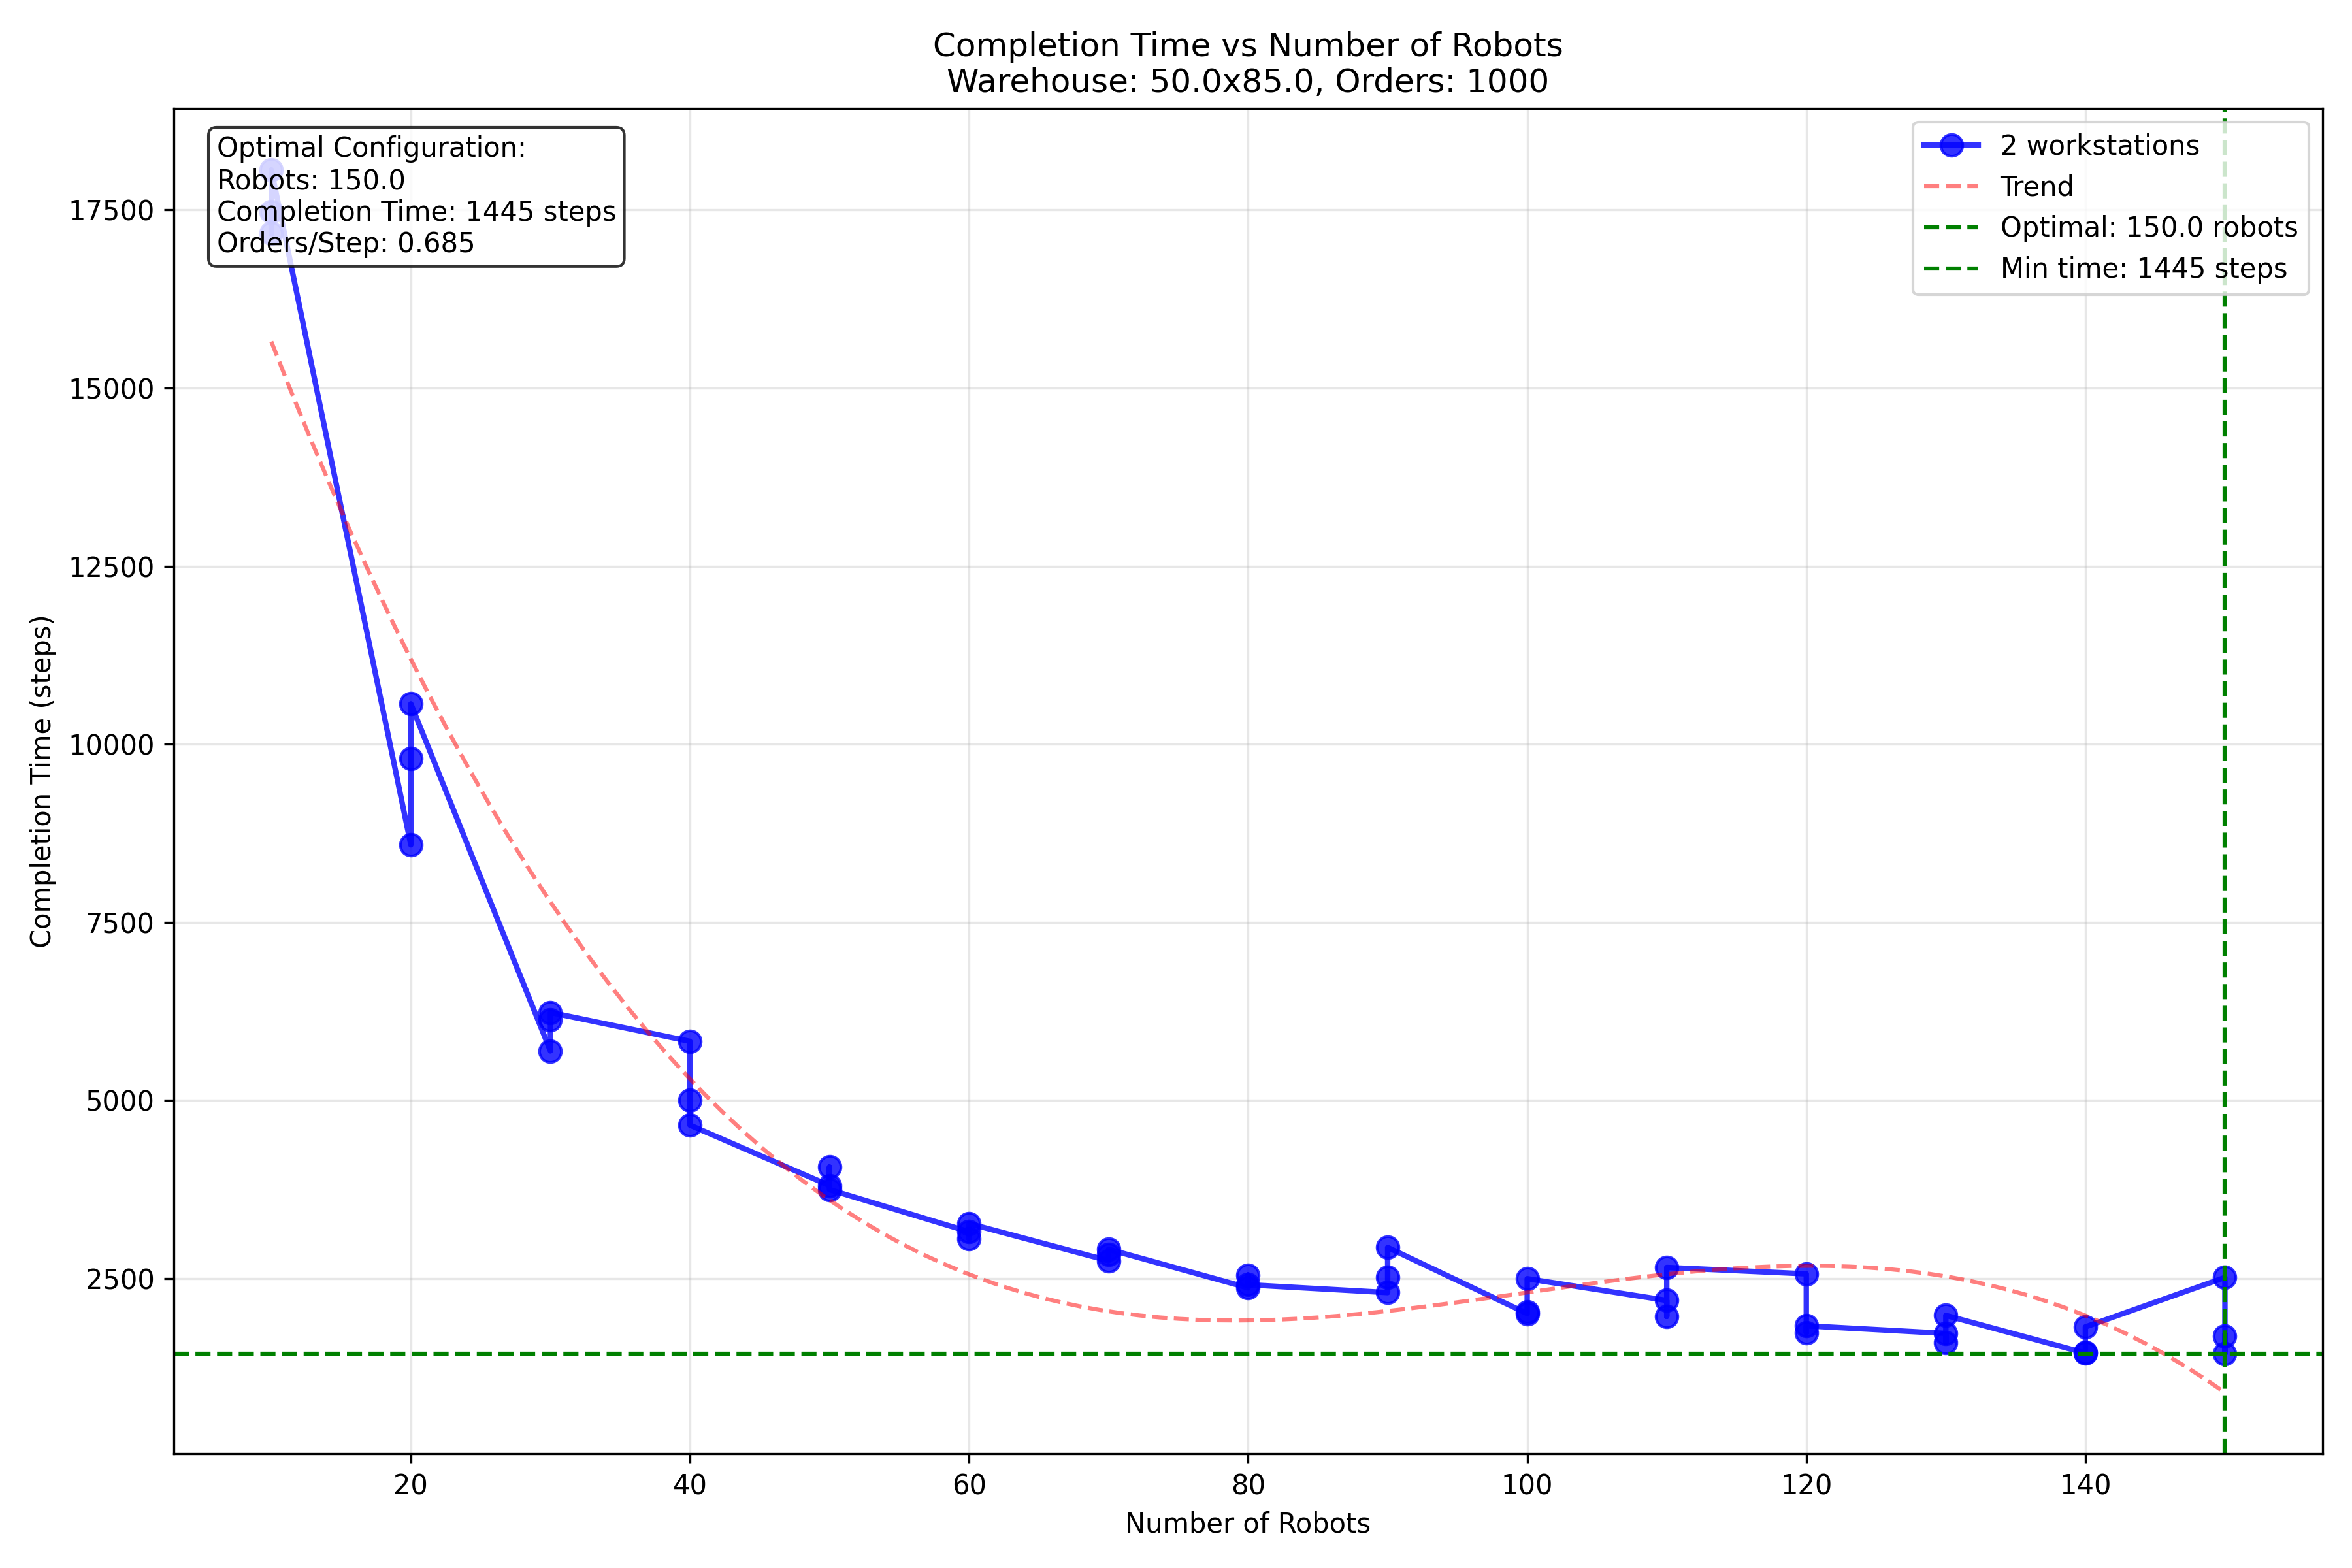 Completion Time vs Number of Robots
Warehouse: 50.0x85.0, Orders: 1000
Optimal Configuration:
Robots: 150.0
Completion Time: 1445 steps
Orders/Step: 0.685
2 workstations
Trend
Optimal: 150.0 robots
Min time: 1445 steps
Completion Time (steps)
17500
15000
12500
10000
7500
5000
2500
20 40 60 80 100 120 140
Number of Robots